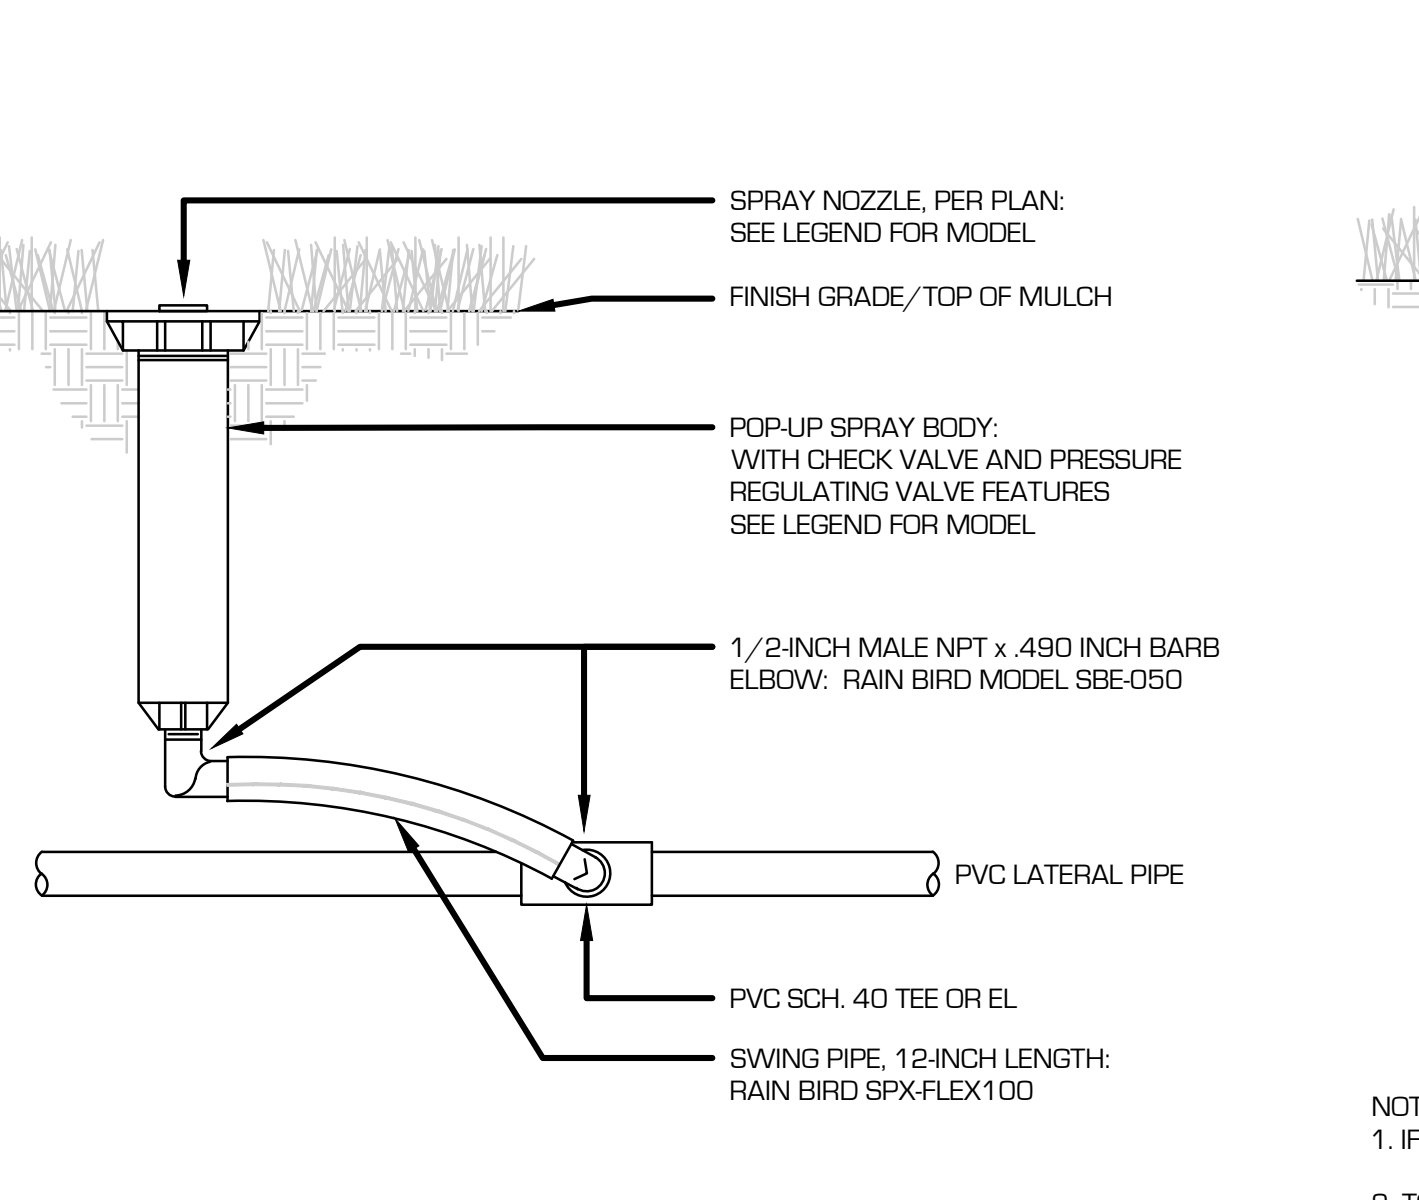 SPRAY NOZZLE, PER PLAN:
SEE LEGEND FOR MODEL
FINISH GRADE/TOP OF MULCH
POP-UP SPRAY BODY:
WITH CHECK VALVE AND PRESSURE
REGULATING VALVE FEATURES
SEE LEGEND FOR MODEL
1/2-INCH MALE NPT x .490 INCH BARB
ELBOW: RAIN BIRD MODEL SBE-050
PVC LATERAL PIPE
PVC SCH. 40 TEE OR EL
SWING PIPE, 12-INCH LENGTH:
RAIN BIRD SPX-FLEX100
1. IF